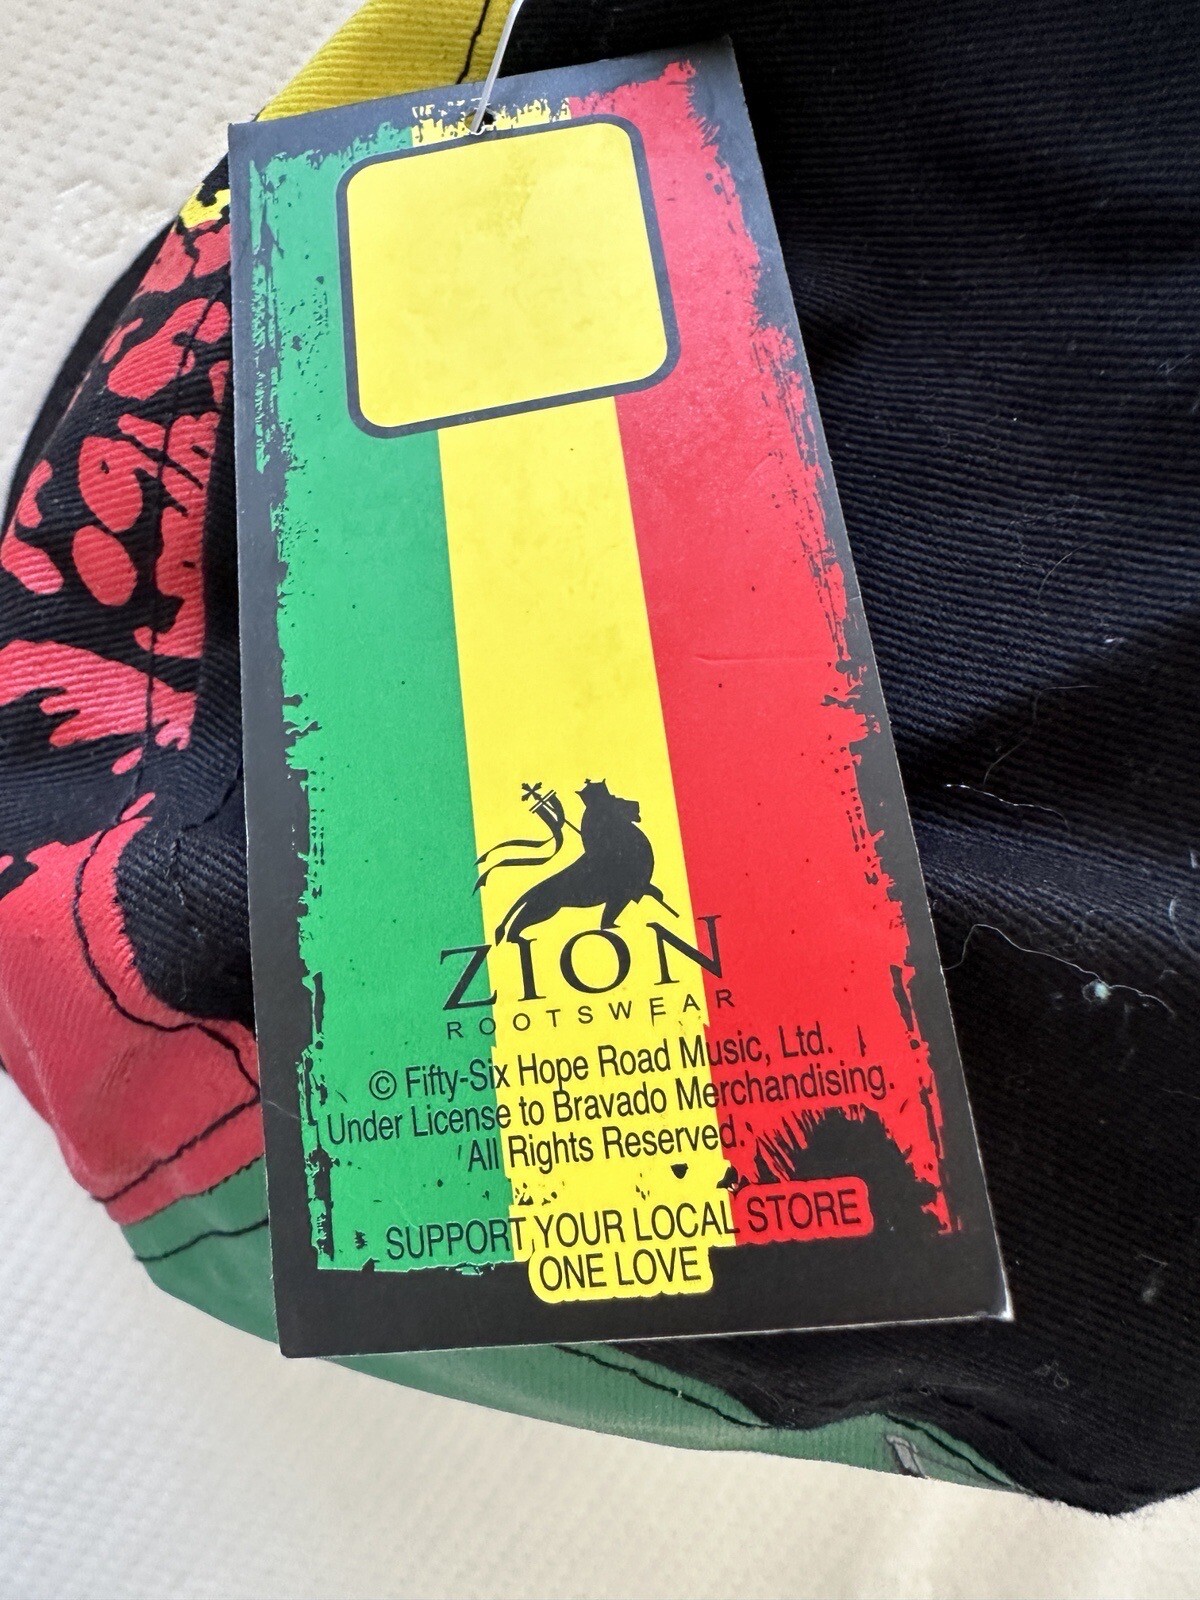 ZION
ROOTSWEAR
© Fifty-Six Hope Road Music, Ltd.
Under License to Bravado Merchandising.
All Rights Reserved.
SUPPORT YOUR LOCAL STORE
ONE LOVE